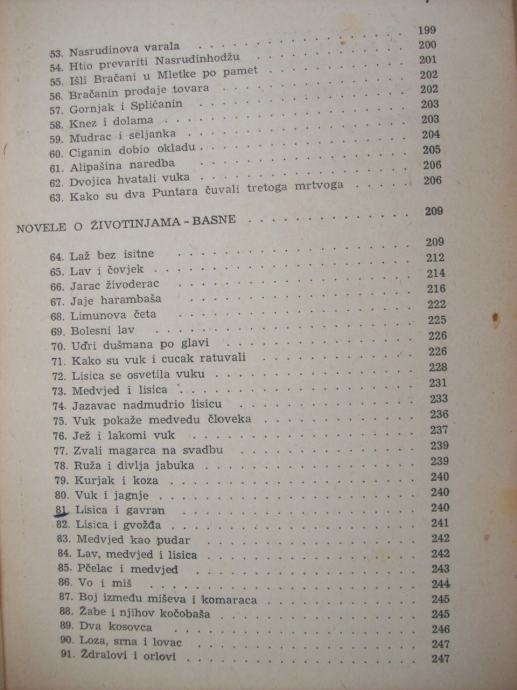 53. Nasrudinova varala . . . . . . . . . . . . . . 199
54. Htio prevariti Nasrudinhodžu . . . . . . . . . . 200
55. Išli Bračani u Mletke po pamet . . . . . . . . . 201
56. Bračanin prodaje tovara . . . . . . . . . . . . 202
57. Gornjak i Splićanin . . . . . . . . . . . . . . 202
58. Knez i dolama . . . . . . . . . . . . . . . . 203
59. Mudrac i seljanka . . . . . . . . . . . . . . . 203
60. Ciganin dobio okladu . . . . . . . . . . . . . . 204
61. Alipašina naredba . . . . . . . . . . . . . . . 205
62. Dvojica hvatali vuka . . . . . . . . . . . . . . 206
63. Kako su dva Puntara čuvali tretoga mrtvoga . . . . . 206
NOVELE O ŽIVOTINJAMA - BASNE . . . . . . . . . . . 209
64. Laž bez isitne . . . . . . . . . . . . . . . . 209
65. Lav i čovjek . . . . . . . . . . . . . . . . . 212
66. Jarac živoderac . . . . . . . . . . . . . . . . 214
67. Jaje harambaša . . . . . . . . . . . . . . . . 216
68. Limunova četa . . . . . . . . . . . . . . . . 222
69. Bolesni lav . . . . . . . . . . . . . . . . . 225
70. Uđri dušmana po glavi . . . . . . . . . . . . . 226
71. Kako su vuk i cucak ratuvali . . . . . . . . . . . 226
72. Lisica se osvetila vuku . . . . . . . . . . . . . 228
73. Medvjed i lisica . . . . . . . . . . . . . . . . 231
74. Jazavac nadmudrio lisicu . . . . . . . . . . . . 233
75. Vuk pokaže medvedu človeka . . . . . . . . . . . 236
76. Jež i lakomi vuk . . . . . . . . . . . . . . . 237
77. Zvali magarca na svadbu . . . . . . . . . . . . 239
78. Ruža i divlja jabuka . . . . . . . . . . . . . . 239
79. Kurjak i koza . . . . . . . . . . . . . . . . 240
80. Vuk i jagnje . . . . . . . . . . . . . . . . . 240
81. Lisica i gavran . . . . . . . . . . . . . . . . 240
82. Lisica i gvožđa . . . . . . . . . . . . . . . . 241
83. Medvjed kao pudar . . . . . . . . . . . . . . . 242
84. Lav, medvjed i lisica . . . . . . . . . . . . . . 242
85. Pčelac i medvjed . . . . . . . . . . . . . . . 243
86. Vo i miš . . . . . . . . . . . . . . . . . . 244
87. Boj između miševa i komaraca . . . . . . . . . . 245
88. Žabe i njihov kočobaša . . . . . . . . . . . . . 245
89. Dva kosovca . . . . . . . . . . . . . . . . . 246
90. Loza, srna i lovac . . . . . . . . . . . . . . . 247
91. Ždralovi i orlovi . . . . . . . . . . . . . . . 247